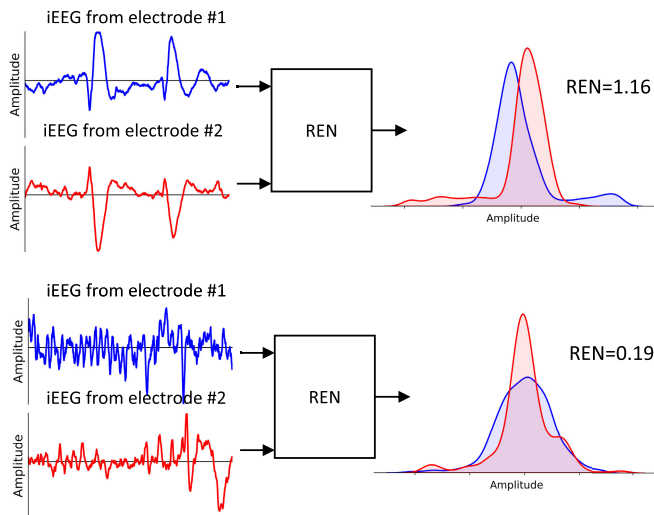 iEEG from electrode #1
Amplitude
iEEG from electrode #2
Amplitude
REN
REN=1.16
Amplitude
iEEG from electrode #1
Amplitude
iEEG from electrode #2
Amplitude
REN
REN=0.19
Amplitude